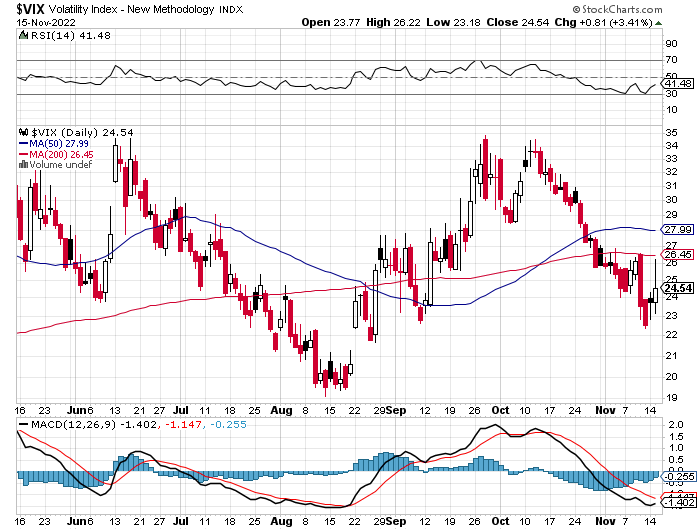 $VIX Volatility Index - New Methodology INDX
© StockCharts.com
15-Nov-2022
Open 23.77 High 26.22 Low 23.18 Close 24.54 Chg +0.81 (+3.41%)
RSI(14) 41.48
90
70
50
41.48
30
10
$VIX (Daily) 24.54
MA(50) 27.99
MA(200) 26.45
Volume undef
35
34
33
32
31
30
29
27.99
27
26.45
26
24.54
24
23
22
21
20
19
16 23 Jun 6 13 21 27 Jul 11 18 25 Aug 8 15 22 29 Sep 12 19 26 Oct 10 17 24 Nov 7 14
MACD(12,26,9) -1.402, -1.147, -0.255
2.0
1.5
1.0
0.5
0.0
-0.255
-1.402
16 23 Jun 6 13 21 27 Jul 11 18 25 Aug 8 15 22 29 Sep 12 19 26 Oct 10 17 24 Nov 7 14